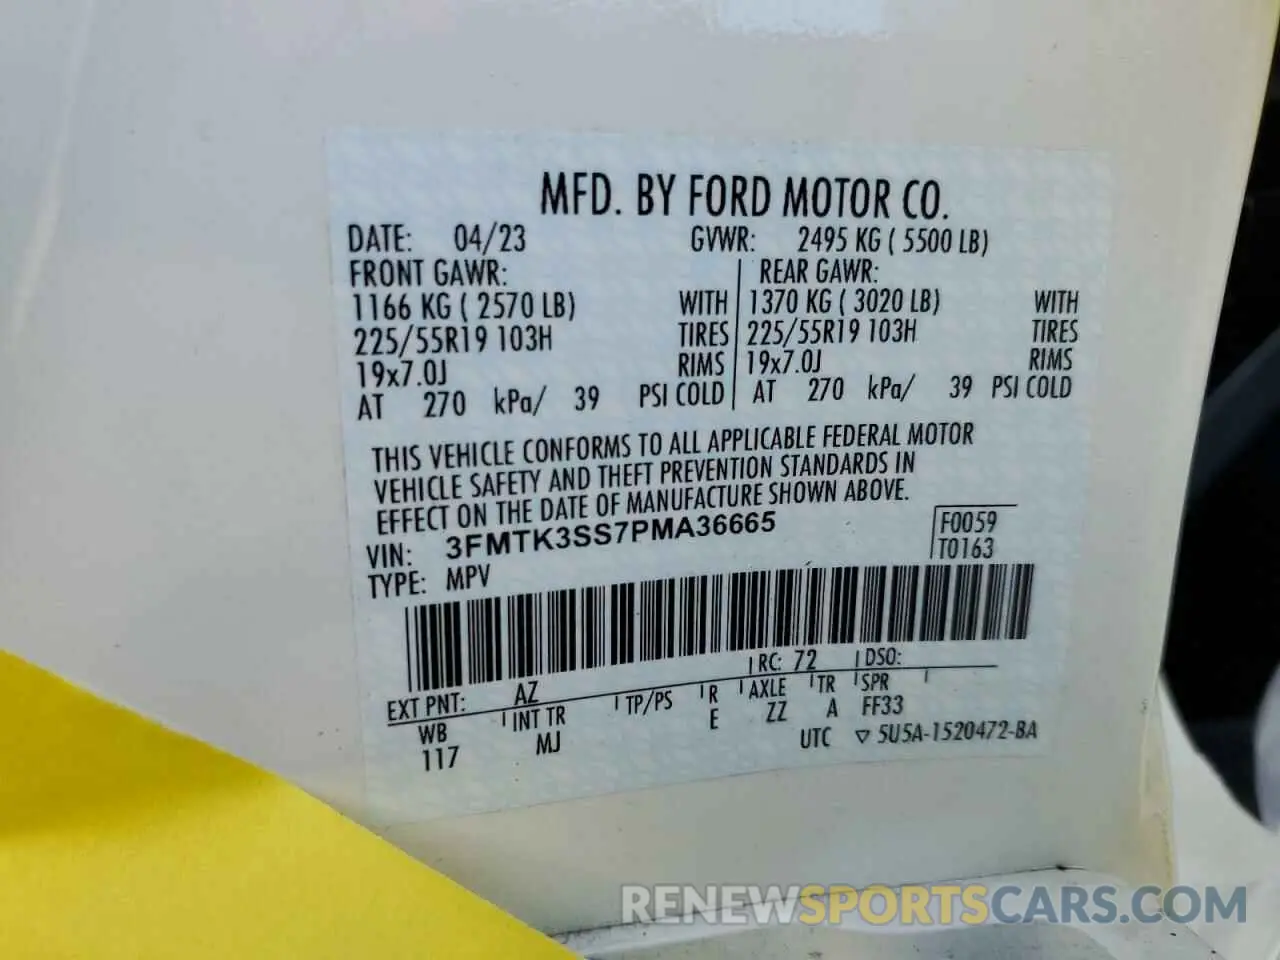 MFD. BY FORD MOTOR CO.
DATE: 04/23 GVWR: 2495 KG ( 5500 LB)
FRONT GAWR: REAR GAWR:
1166 KG ( 2570 LB) WITH 1370 KG ( 3020 LB) WITH
225/55R19 103H TIRES 225/55R19 103H TIRES
19x7.0J RIMS 19x7.0J RIMS
AT 270 kPa/ 39 PSI COLD AT 270 kPa/ 39 PSI COLD
THIS VEHICLE CONFORMS TO ALL APPLICABLE FEDERAL MOTOR
VEHICLE SAFETY AND THEFT PREVENTION STANDARDS IN
EFFECT ON THE DATE OF MANUFACTURE SHOWN ABOVE.
VIN: 3FMTK3SS7PMA36665 F0059
TYPE: MPV T0163
RC: 72 DSO:
EXT PNT: AZ
WB INT TR TP/PS R AXLE TR SPR
117 MJ E ZZ A FF33
UTC ▽ 5U5A-1520472-BA
RENEWSPORTSCARS.COM